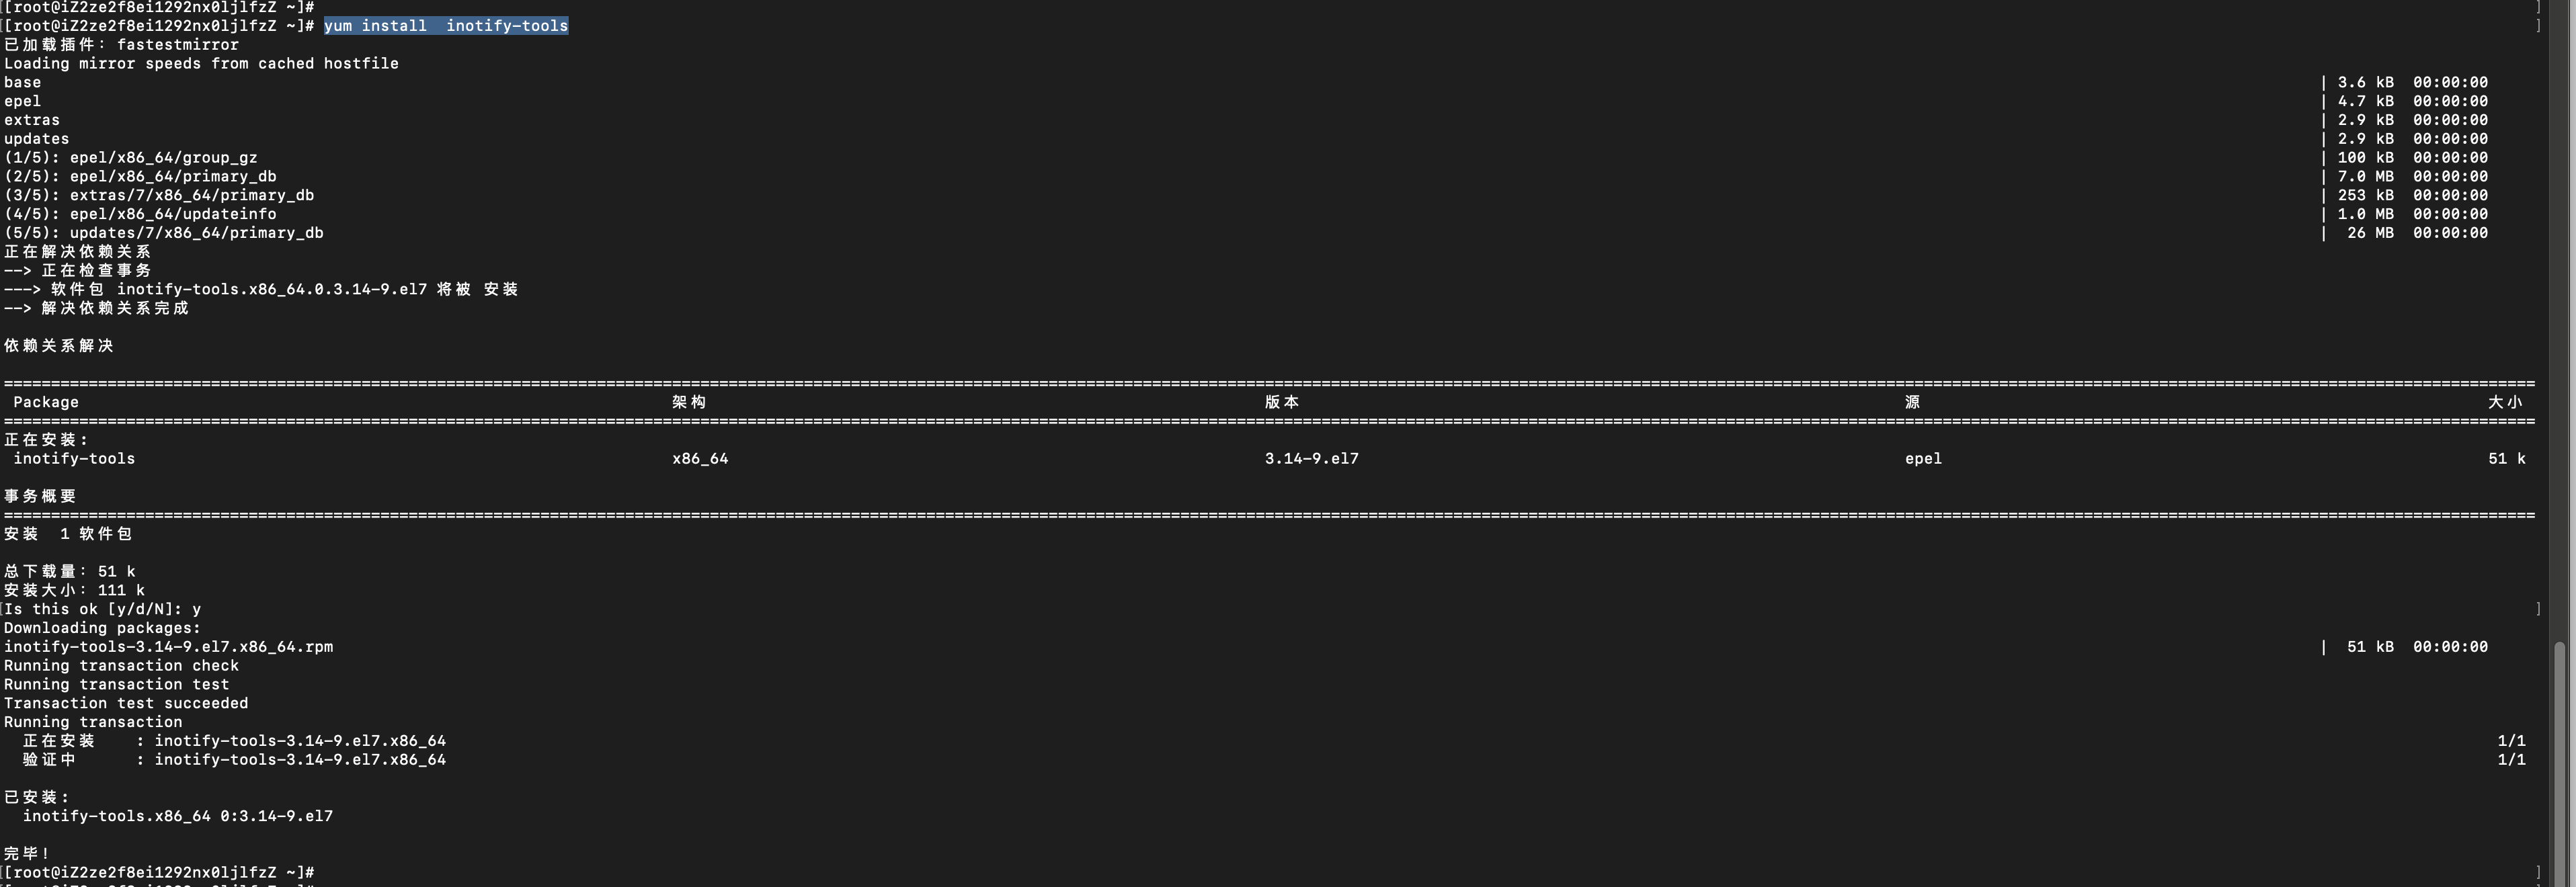 [[root@iZ2ze2f8ei1292nx0ljlfzZ ~]# ]
[[root@iZ2ze2f8ei1292nx0ljlfzZ ~]# yum install  inotify-tools ]
已加载插件：fastestmirror
Loading mirror speeds from cached hostfile
base | 3.6 kB  00:00:00
epel | 4.7 kB  00:00:00
extras | 2.9 kB  00:00:00
updates | 2.9 kB  00:00:00
(1/5): epel/x86_64/group_gz | 100 kB  00:00:00
(2/5): epel/x86_64/primary_db | 7.0 MB  00:00:00
(3/5): extras/7/x86_64/primary_db | 253 kB  00:00:00
(4/5): epel/x86_64/updateinfo | 1.0 MB  00:00:00
(5/5): updates/7/x86_64/primary_db |  26 MB  00:00:00
正在解决依赖关系
--> 正在检查事务
---> 软件包 inotify-tools.x86_64.0.3.14-9.el7 将被 安装
--> 解决依赖关系完成
依赖关系解决
Package 架构 版本 源 大小
正在安装:
inotify-tools x86_64 3.14-9.el7 epel 51 k
事务概要
安装  1 软件包
总下载量：51 k
安装大小：111 k
[Is this ok [y/d/N]: y ]
Downloading packages:
inotify-tools-3.14-9.el7.x86_64.rpm |  51 kB  00:00:00
Running transaction check
Running transaction test
Transaction test succeeded
Running transaction
正在安装    : inotify-tools-3.14-9.el7.x86_64 1/1
验证中      : inotify-tools-3.14-9.el7.x86_64 1/1
已安装:
inotify-tools.x86_64 0:3.14-9.el7
完毕！
[[root@iZ2ze2f8ei1292nx0ljlfzZ ~]# ]